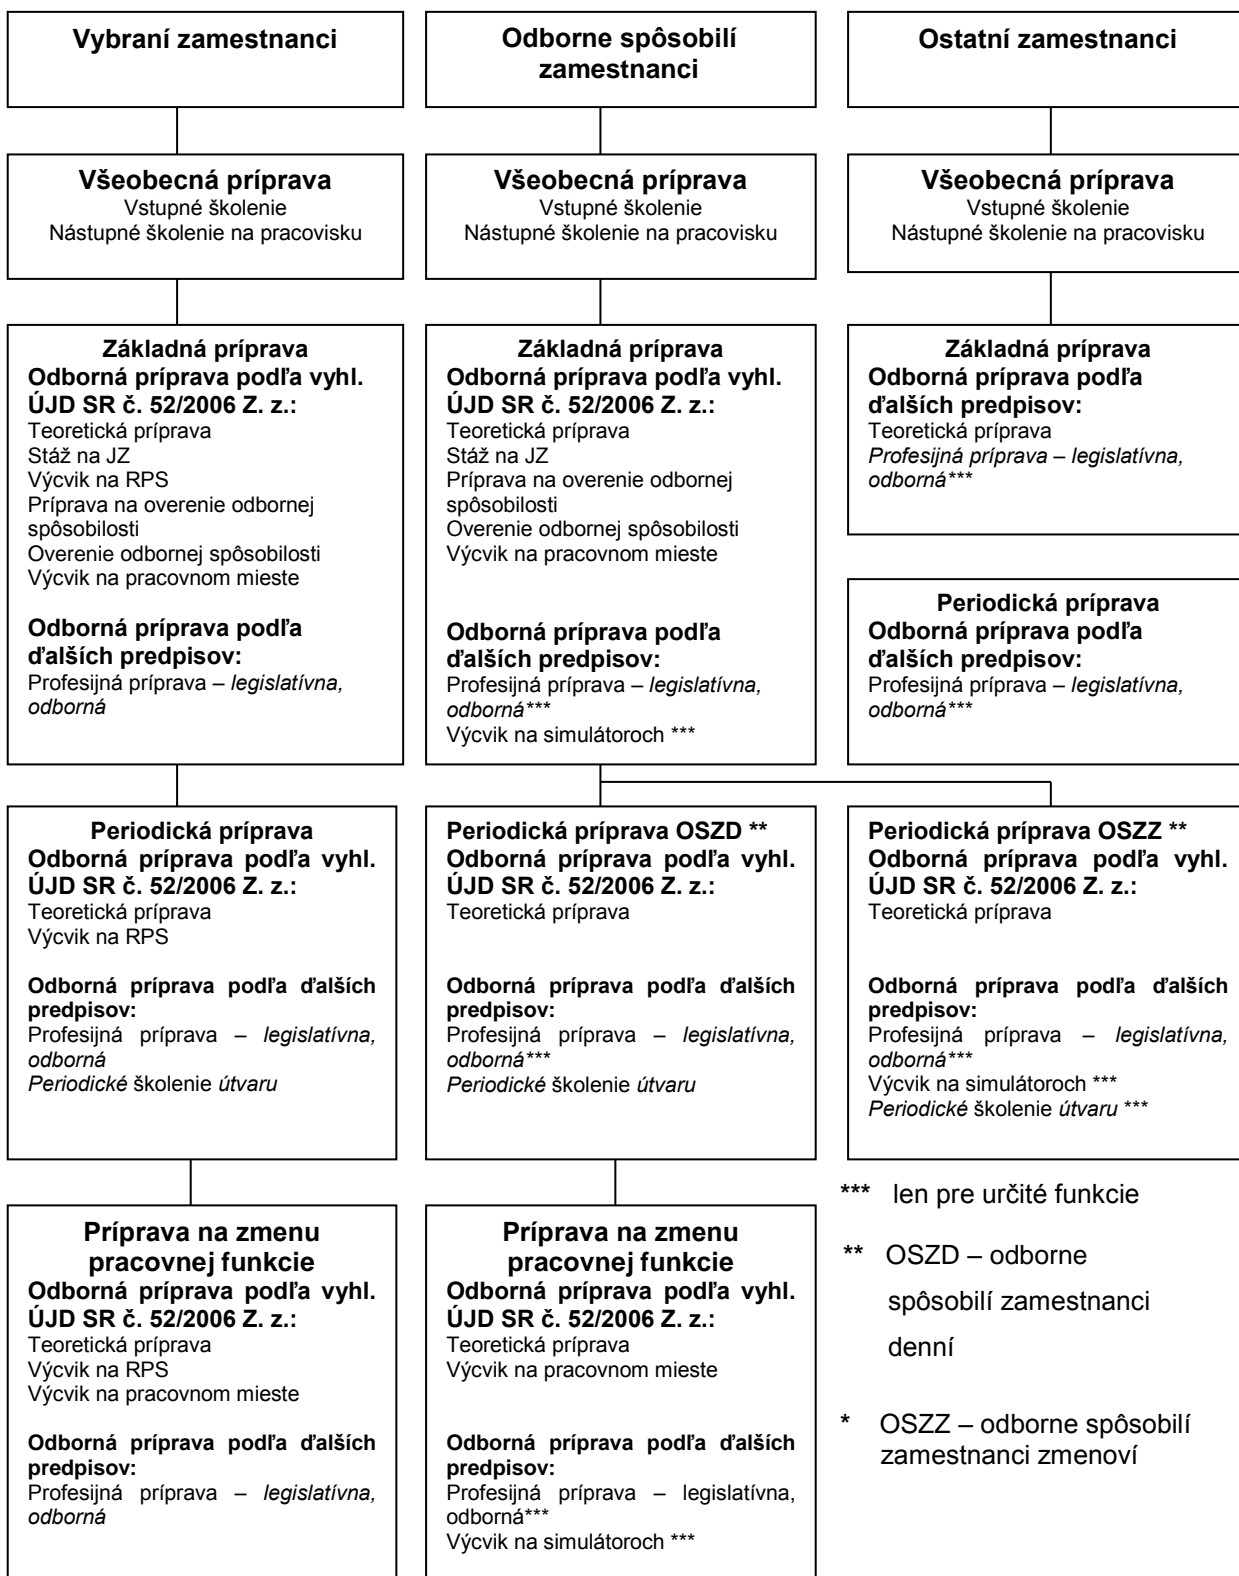 Vybraní zamestnanci
Odborne spôsobilí
zamestnanci
Ostatní zamestnanci
Všeobecná príprava
Vstupné školenie
Nástupné školenie na pracovisku
Všeobecná príprava
Vstupné školenie
Nástupné školenie na pracovisku
Všeobecná príprava
Vstupné školenie
Nástupné školenie na pracovisku
Základná príprava
Odborná príprava podľa vyhl.
ÚJD SR č. 52/2006 Z. z.:
Teoretická príprava
Stáž na JZ
Výcvik na RPS
Príprava na overenie odbornej
spôsobilosti
Overenie odbornej spôsobilosti
Výcvik na pracovnom mieste
Odborná príprava podľa
ďalších predpisov:
Profesijná príprava – legislatívna,
odborná
Základná príprava
Odborná príprava podľa vyhl.
ÚJD SR č. 52/2006 Z. z.:
Teoretická príprava
Stáž na JZ
Príprava na overenie odbornej
spôsobilosti
Overenie odbornej spôsobilosti
Výcvik na pracovnom mieste
Odborná príprava podľa
ďalších predpisov:
Profesijná príprava – legislatívna,
odborná***
Výcvik na simulátoroch ***
Základná príprava
Odborná príprava podľa
ďalších predpisov:
Teoretická príprava
Profesijná príprava – legislatívna,
odborná***
Periodická príprava
Odborná príprava podľa
ďalších predpisov:
Profesijná príprava – legislatívna,
odborná***
Periodická príprava
Odborná príprava podľa vyhl.
ÚJD SR č. 52/2006 Z. z.:
Teoretická príprava
Výcvik na RPS
Odborná príprava podľa ďalších
predpisov:
Profesijná príprava – legislatívna,
odborná
Periodické školenie útvaru
Periodická príprava OSZD **
Odborná príprava podľa vyhl.
ÚJD SR č. 52/2006 Z. z.:
Teoretická príprava
Odborná príprava podľa ďalších
predpisov:
Profesijná príprava – legislatívna,
odborná***
Periodické školenie útvaru
Periodická príprava OSZZ **
Odborná príprava podľa vyhl.
ÚJD SR č. 52/2006 Z. z.:
Teoretická príprava
Odborná príprava podľa ďalších
predpisov:
Profesijná príprava – legislatívna,
odborná***
Výcvik na simulátoroch ***
Periodické školenie útvaru ***
Príprava na zmenu
pracovnej funkcie
Odborná príprava podľa vyhl.
ÚJD SR č. 52/2006 Z. z.:
Teoretická príprava
Výcvik na RPS
Výcvik na pracovnom mieste
Odborná príprava podľa ďalších
predpisov:
Profesijná príprava – legislatívna,
odborná
Príprava na zmenu
pracovnej funkcie
Odborná príprava podľa vyhl.
ÚJD SR č. 52/2006 Z. z.:
Teoretická príprava
Výcvik na pracovnom mieste
Odborná príprava podľa ďalších
predpisov:
Profesijná príprava – legislatívna,
odborná***
Výcvik na simulátoroch ***
*** len pre určité funkcie
** OSZD – odborne
spôsobilí zamestnanci
denní
* OSZZ – odborne spôsobilí
zamestnanci zmenoví